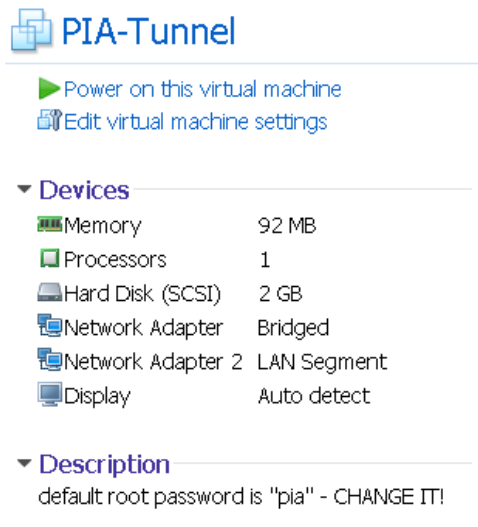 PIA-Tunnel
Power on this virtual machine
Edit virtual machine settings
Devices
Memory 92 MB
Processors 1
Hard Disk (SCSI) 2 GB
Network Adapter Bridged
Network Adapter 2 LAN Segment
Display Auto detect
Description
default root password is "pia" - CHANGE IT!